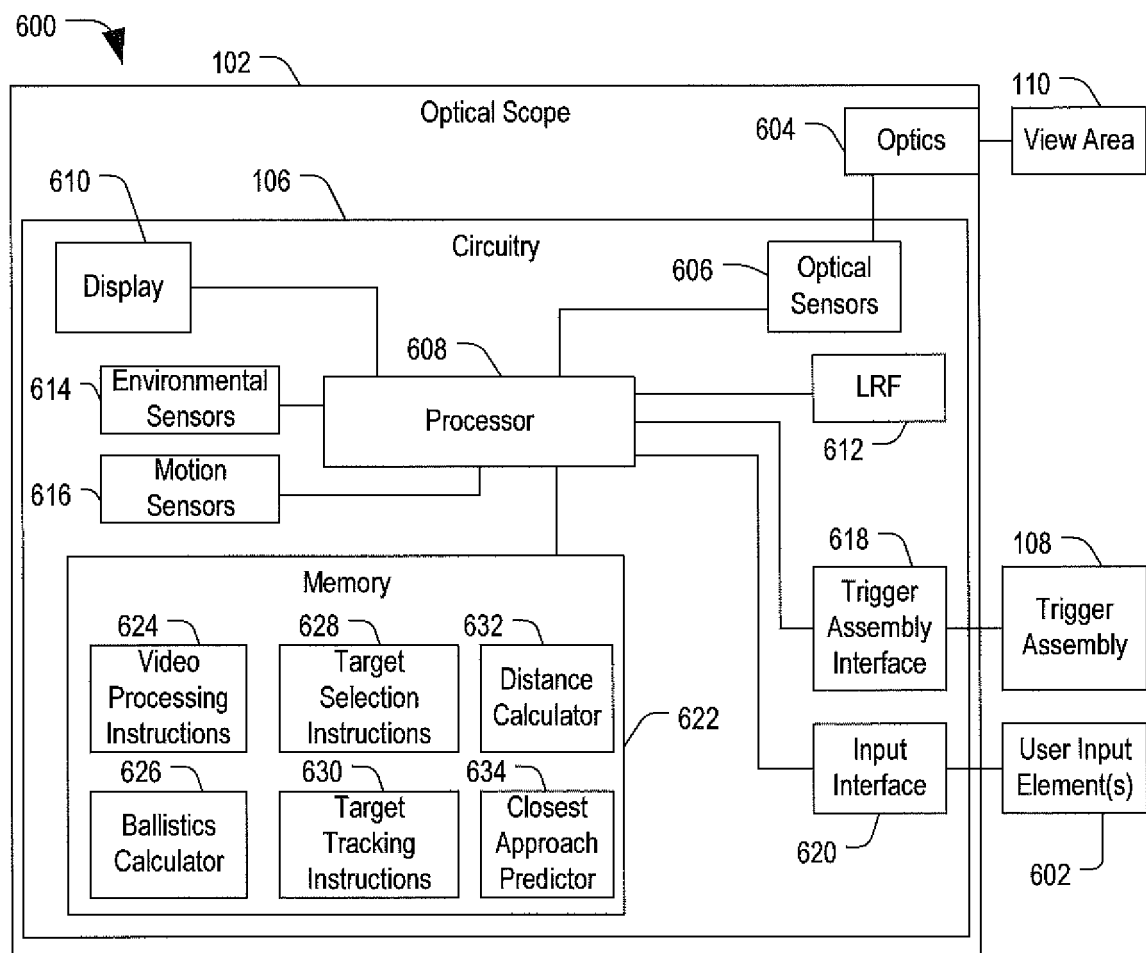 600
102
110
Optical Scope
604
Optics
View Area
610
106
Circuitry
606
Display
Optical
Sensors
608
614
Environmental
Sensors
Processor
LRF
612
616
Motion
Sensors
618
108
Memory
Trigger
Assembly
Interface
Trigger
Assembly
624
628
632
Video
Processing
Instructions
Target
Selection
Instructions
Distance
Calculator
622
626
630
634
Input
Interface
User Input
Element(s)
Ballistics
Calculator
Target
Tracking
Instructions
Closest
Approach
Predictor
620
602